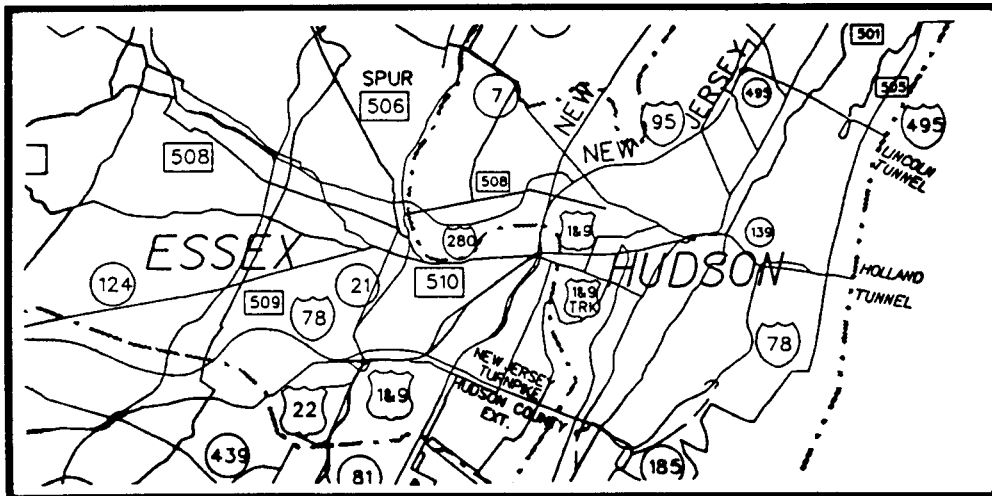 501
SPUR
506
7
NEW
JERSEY
495
505
95
NEW
495
508
LINCOLN
TUNNEL
508
ESSEX
280
1&9
139
HUDSON
HOLLAND
TUNNEL
124
21
510
509
78
1&9
TRK
78
NEW JERSEY
TURNPIKE
HUDSON COUNTY
EXT.
22
1&9
439
81
185